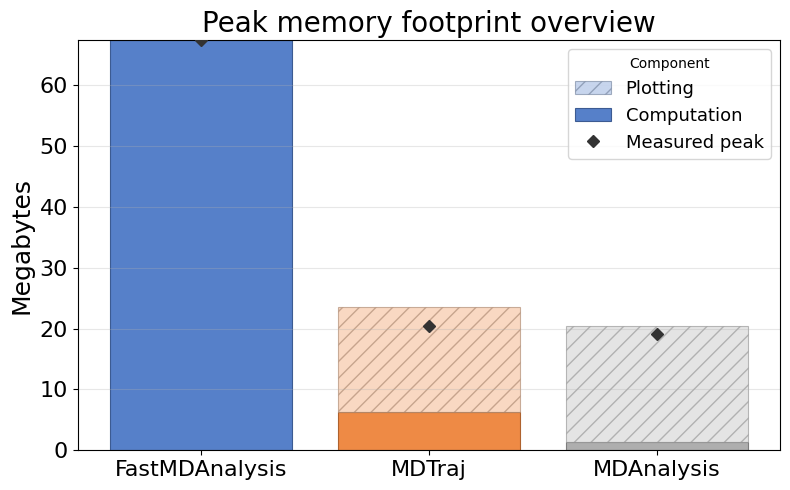 Peak memory footprint overview
Megabytes
60
50
40
30
20
10
0
Component
Plotting
Computation
Measured peak
FastMDAnalysis
MDTraj
MDAnalysis